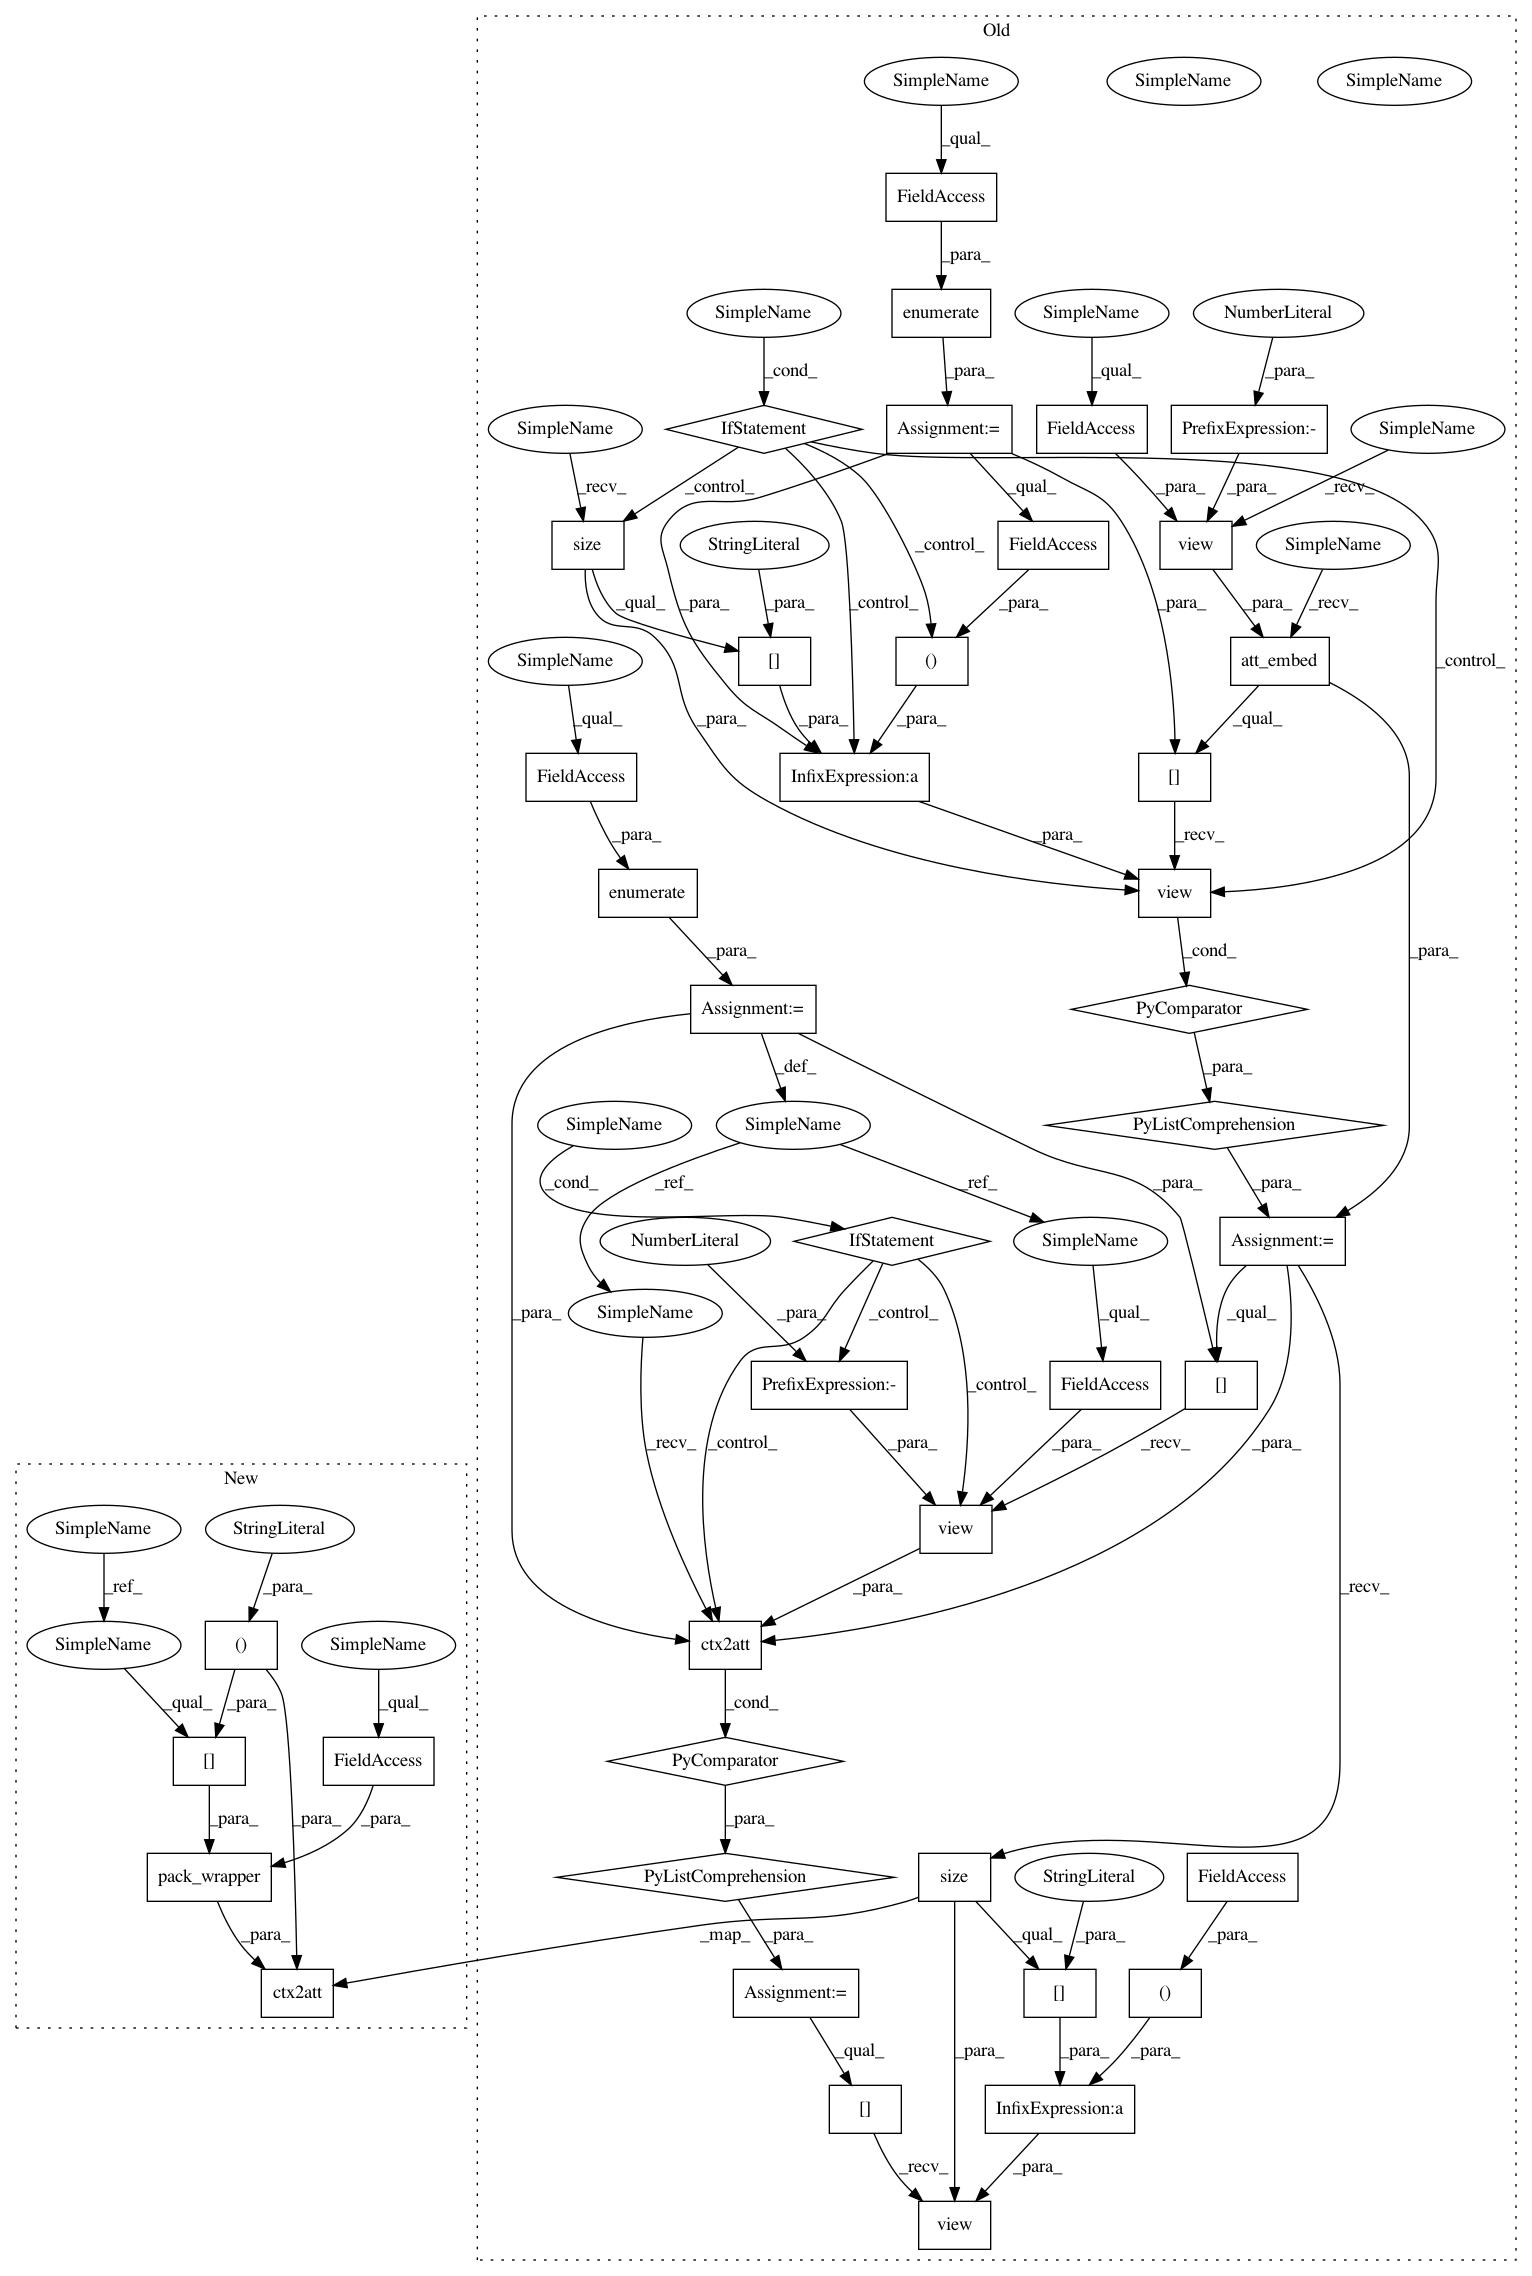 Old
SimpleName
SimpleName
SimpleName
_qual_
FieldAccess
_para_
SimpleName
enumerate
SimpleName
NumberLiteral
_cond_
_para_
_qual_
_para_
SimpleName
IfStatement
Assignment:=
FieldAccess
PrefixExpression:-
SimpleName
_recv_
_control_
_qual_
_para_
_para_
_recv_
size
StringLiteral
_control_
FieldAccess
view
SimpleName
_qual_
_para_
_para_
_control_
_para_
_para_
_para_
_recv_
SimpleName
[]
()
att_embed
_control_
_qual_
_para_
_para_
_para_
_qual_
FieldAccess
InfixExpression:a
[]
_para_
_para_
_recv_
enumerate
view
_para_
_cond_
_para_
Assignment:=
PyComparator
_def_
_para_
SimpleName
SimpleName
PyListComprehension
_cond_
_ref_
_ref_
_para_
_para_
NumberLiteral
IfStatement
SimpleName
Assignment:=
_para_
SimpleName
_para_
_control_
_qual_
_qual_
PrefixExpression:-
FieldAccess
[]
_control_
_recv_
_control_
_para_
_para_
_recv_
_para_
New
SimpleName
StringLiteral
view
_ref_
_para_
_para_
_recv_
SimpleName
()
SimpleName
ctx2att
_qual_
_para_
_qual_
_cond_
[]
FieldAccess
PyComparator
_para_
_para_
_para_
_para_
pack_wrapper
PyListComprehension
size
StringLiteral
FieldAccess
_para_
_map_
_para_
_qual_
_para_
_para_
ctx2att
Assignment:=
[]
()
_qual_
_para_
_para_
_para_
[]
InfixExpression:a
_recv_
_para_
view